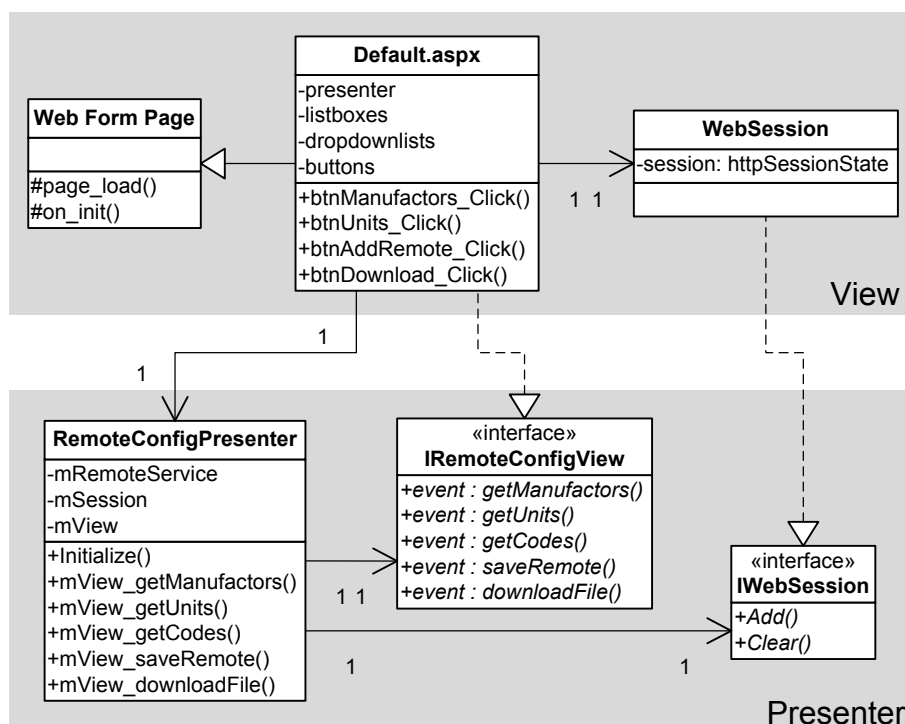 Default.aspx
-presenter
-listboxes
-dropdownlists
-buttons
+btnManufactors_Click()
+btnUnits_Click()
+btnAddRemote_Click()
+btnDownload_Click()
Web Form Page
#page_load()
#on_init()
WebSession
-session: httpSessionState
1 1
View
1
1
RemoteConfigPresenter
-mRemoteService
-mSession
-mView
+Initialize()
+mView_getManufactors()
+mView_getUnits()
+mView_getCodes()
+mView_saveRemote()
+mView_downloadFile()
«interface»
IRemoteConfigView
+event : getManufactors()
+event : getUnits()
+event : getCodes()
+event : saveRemote()
+event : downloadFile()
1 1
«interface»
IWebSession
+Add()
+Clear()
1
1
Presenter